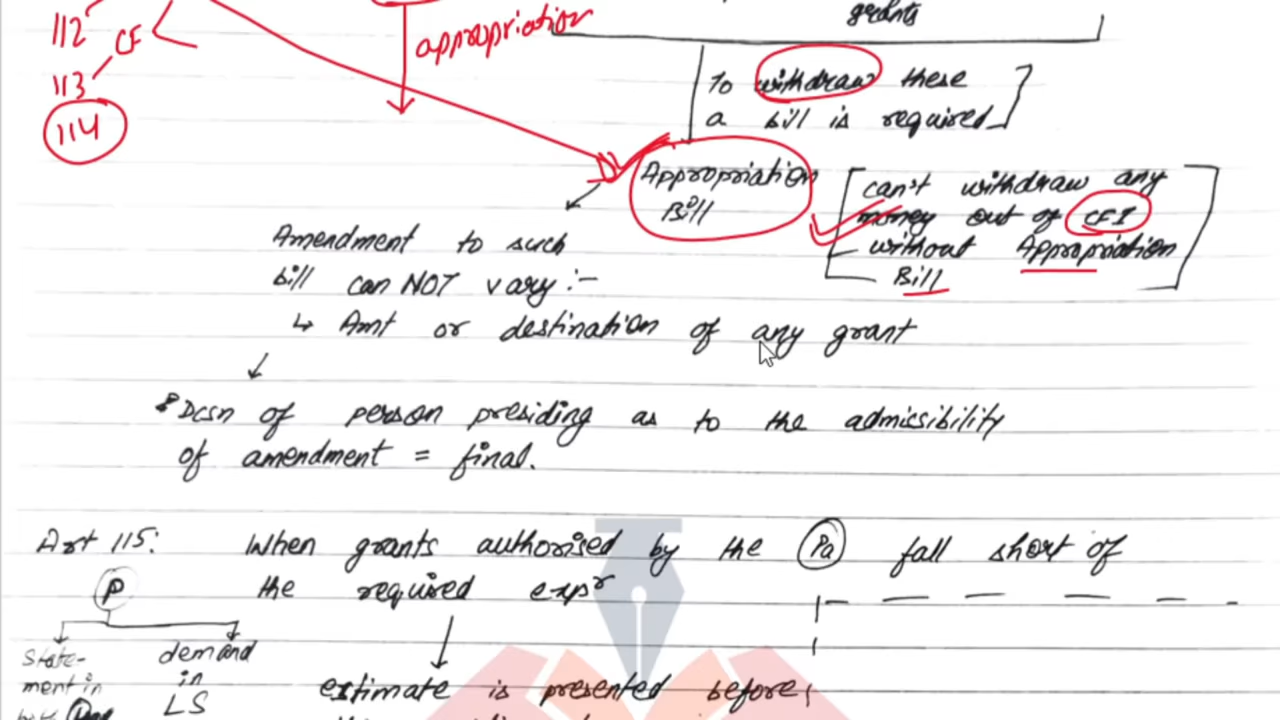 grants
112
CF
appropriation
113
114
To withdraw these
a bill is required
Appropriation
Bill
can't withdraw any
money out of CFI
without Appropriation
Bill
Amendment to such
bill can NOT vary :-
↳ Amt or destination of any grant
* Dcsn of person presiding as to the admissibility
of amendment = final.
Art 115: When grants authorised by the Pa fall short of
the required expr
P
State-
ment in
demand
in
LS
estimate is presented before